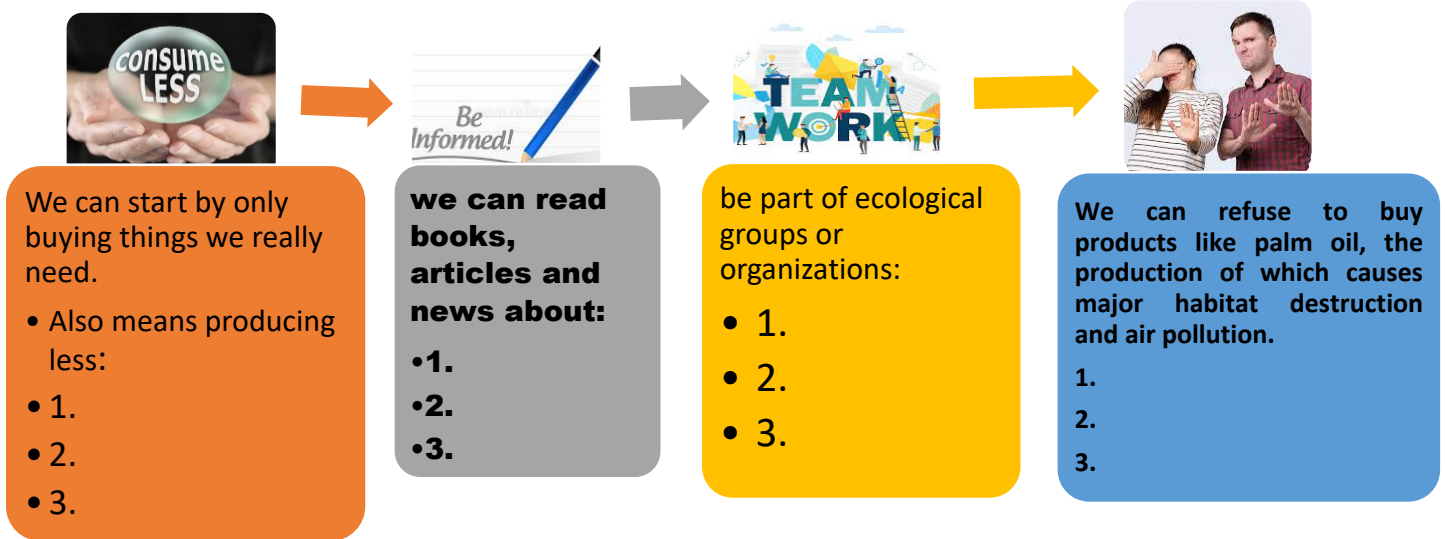 consume
LESS
Be
Informed!
TEAM
WORK
We can start by only
buying things we really
need.
• Also means producing
less:
• 1.
• 2.
• 3.
we can read
books,
articles and
news about:
•1.
•2.
•3.
be part of ecological
groups or
organizations:
• 1.
• 2.
• 3.
We can refuse to buy
products like palm oil, the
production of which causes
major habitat destruction
and air pollution.
1.
2.
3.